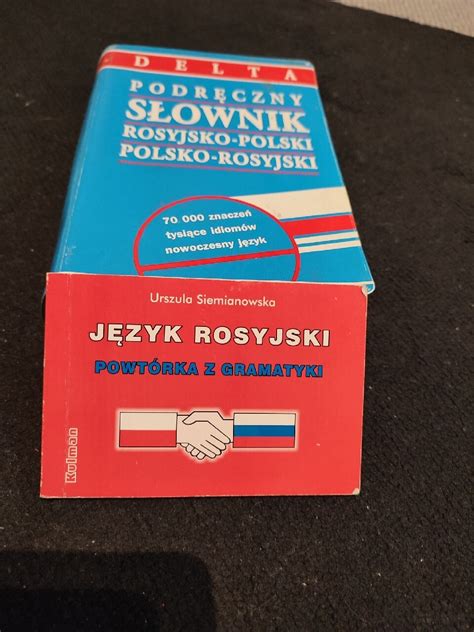 DELTA
PODRĘCZNY
SŁOWNIK
ROSYJSKO-POLSKI
POLSKO-ROSYJSKI
70 000 znaczeń
tysiące idiomów
nowoczesny język
Urszula Siemianowska
JĘZYK ROSYJSKI
POWTÓRKA Z GRAMATYKI
Kulman